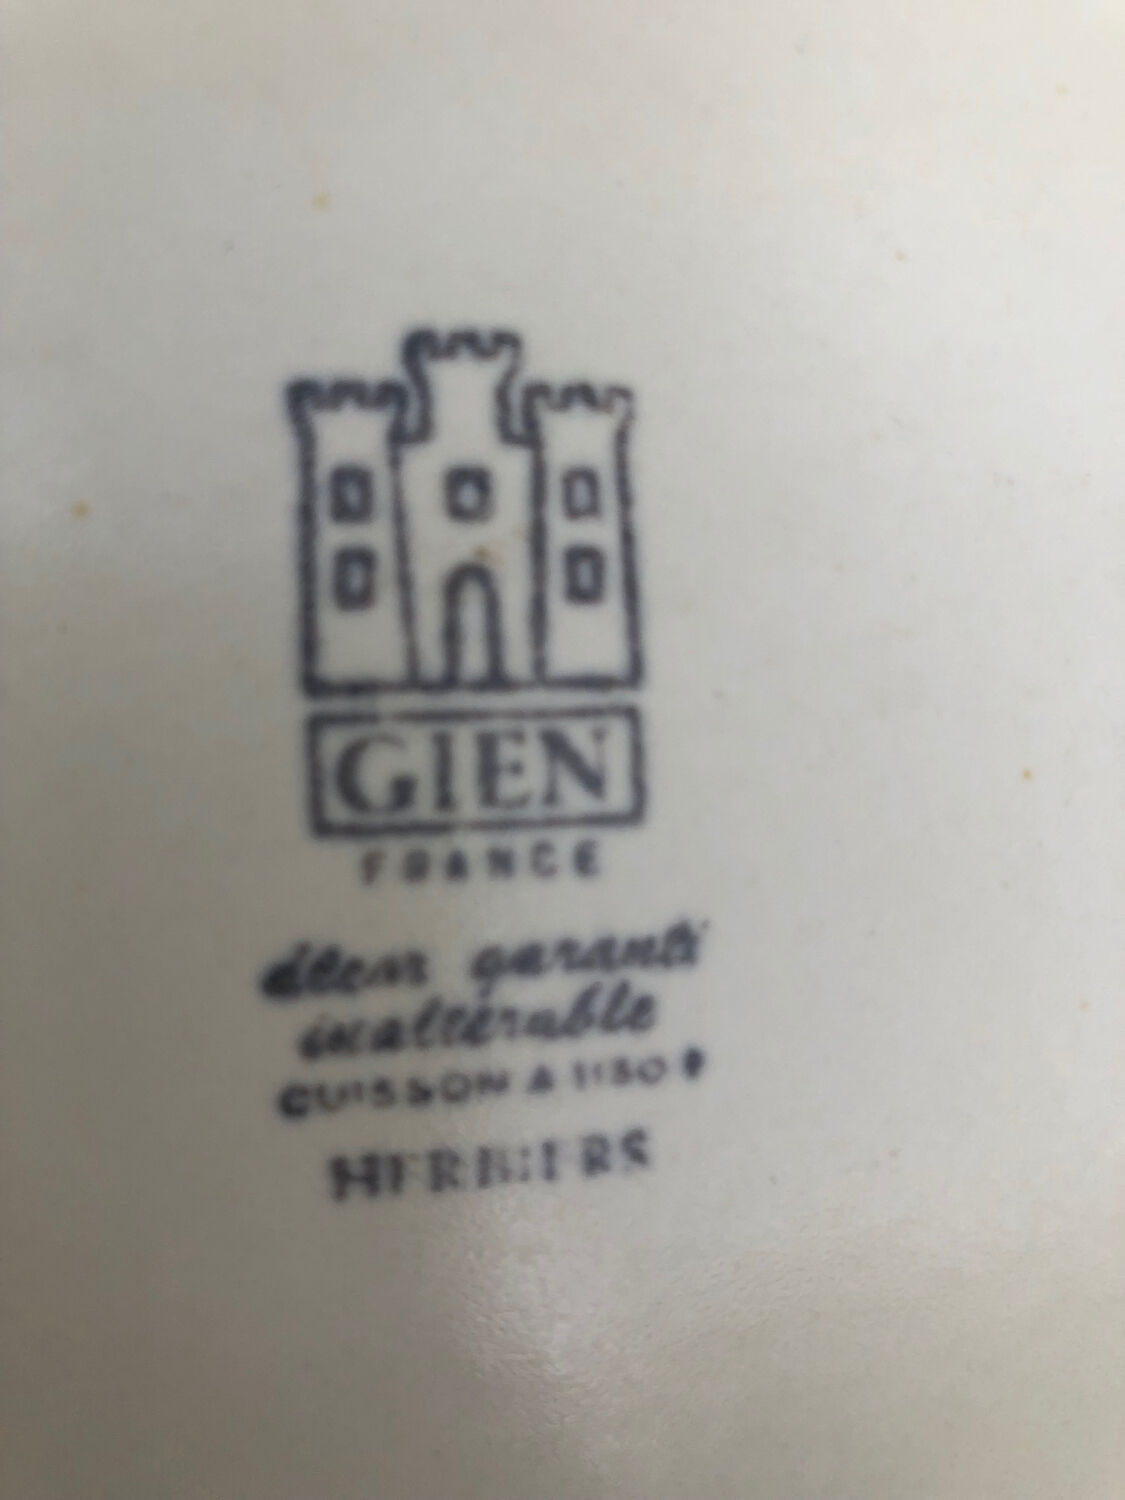 GIEN
FRANCE
décor garanti
inaltérable
CUISSON A 1150°
HERBIERS